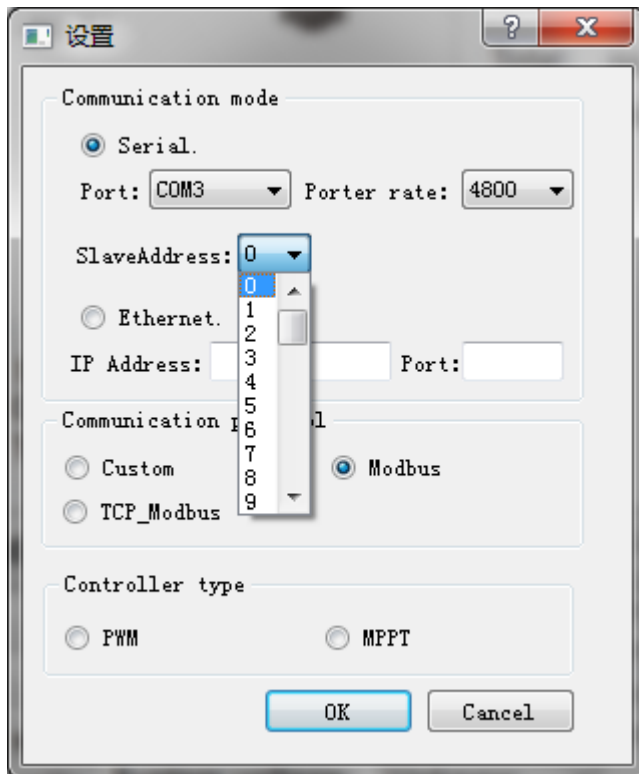 设置
Communication mode
Serial.
Port: COM3 Porter rate: 4800
SlaveAddress: 0
0
1
2
3
4
5
6
7
8
9
Ethernet.
IP Address: Port:
Communication
Custom Modbus
TCP_Modbus
Controller type
PWM MPPT
OK Cancel